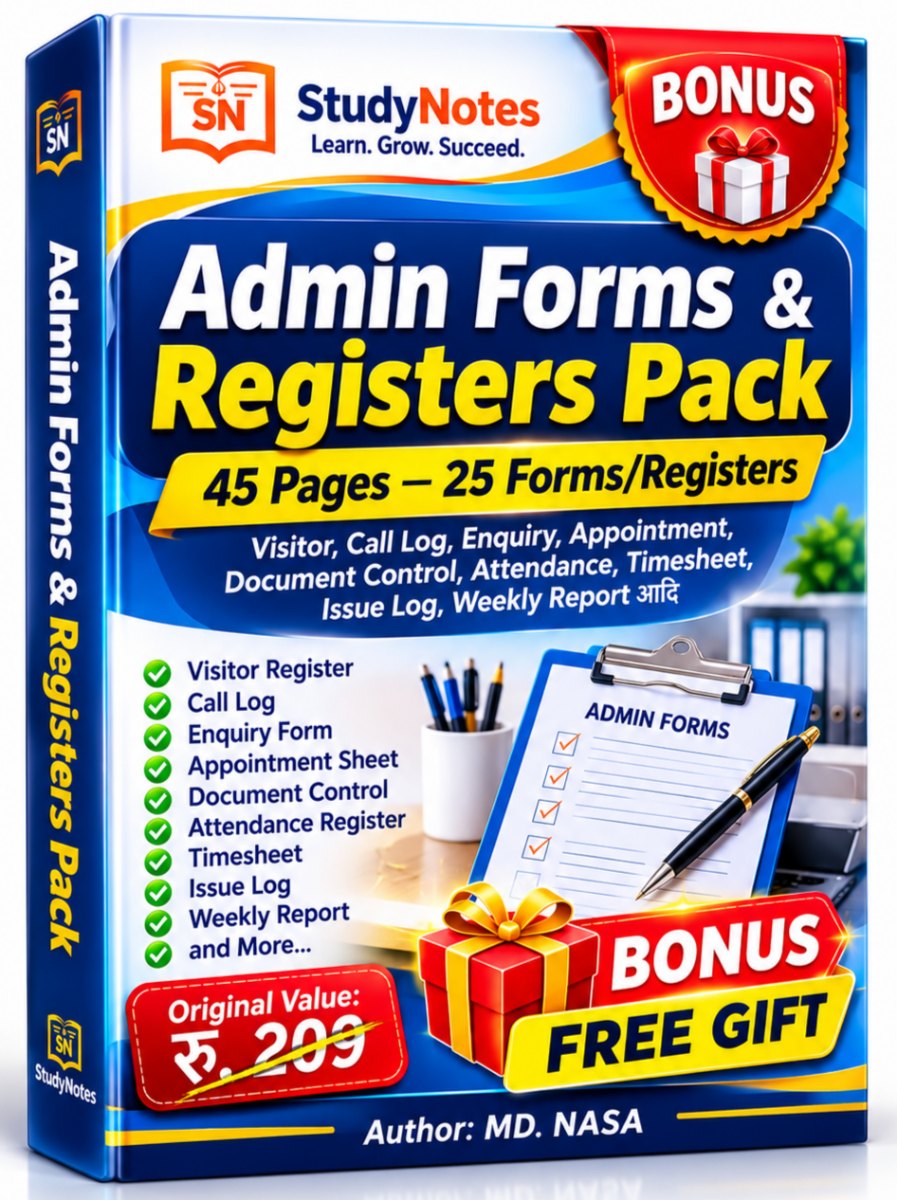 SN
StudyNotes
Learn. Grow. Succeed.
BONUS
Admin Forms &
Registers Pack
45 Pages – 25 Forms/Registers
Visitor, Call Log, Enquiry, Appointment,
Document Control, Attendance, Timesheet,
Issue Log, Weekly Report आदि
Visitor Register
Call Log
Enquiry Form
Appointment Sheet
Document Control
Attendance Register
Timesheet
Issue Log
Weekly Report
and More...
ADMIN FORMS
BONUS
FREE GIFT
Original Value:
रु. 209
Author: MD. NASA
SN
Admin Forms & Registers Pack
SN
StudyNotes